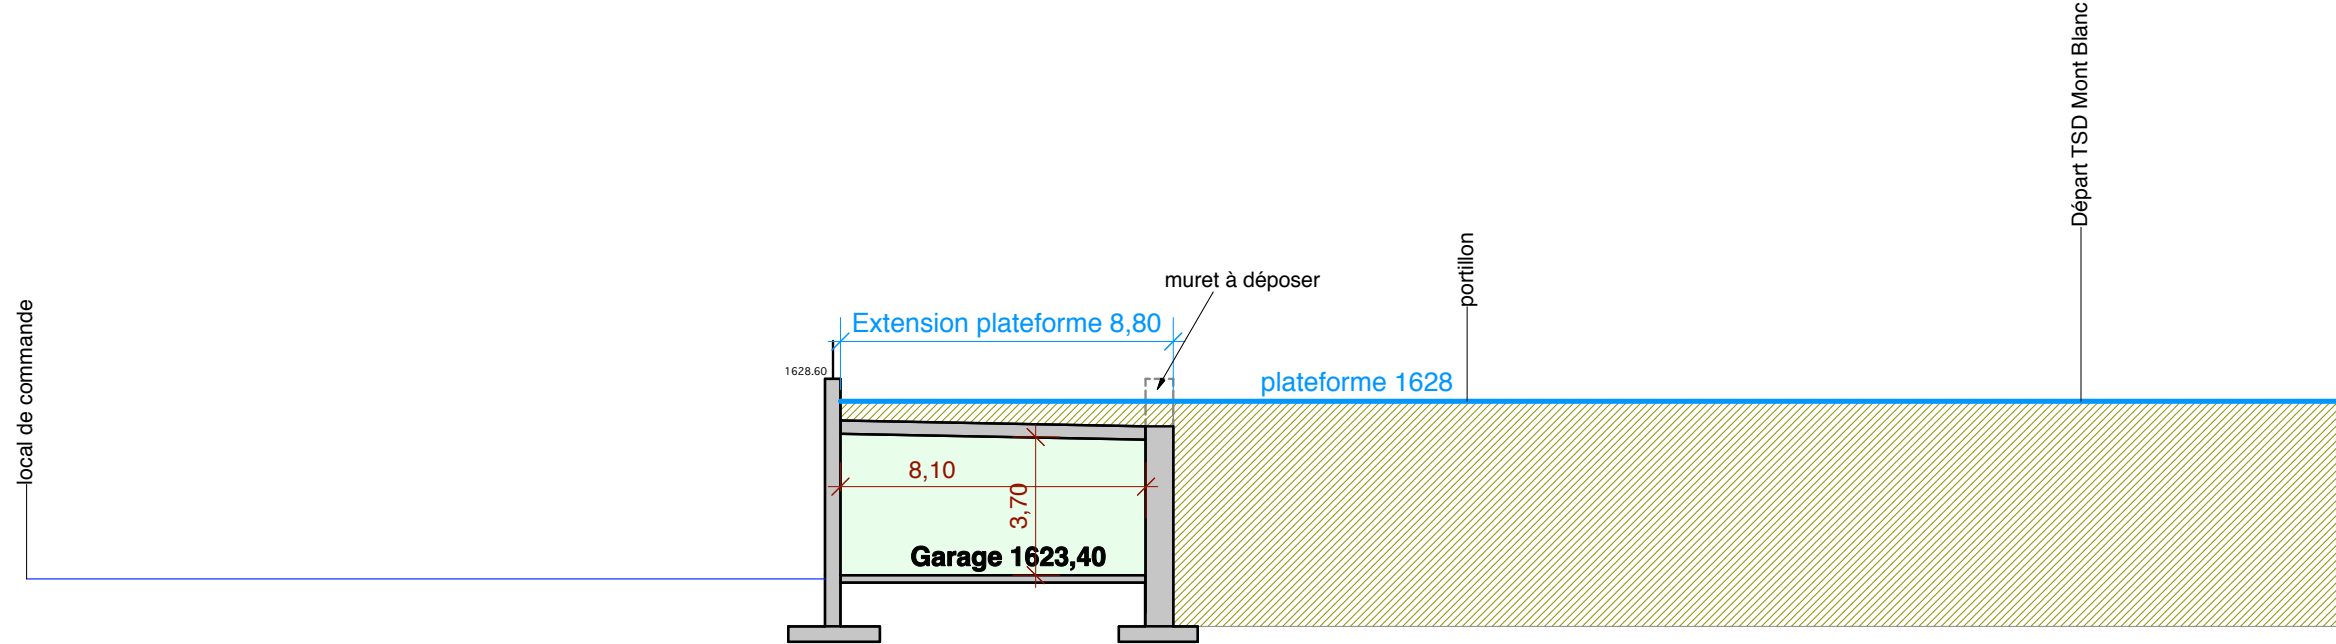 Départ TSD Mont Blanc
portillon
muret à déposer
local de commande
Extension plateforme 8,80
1628.60
plateforme 1628
8,10
3,70
Garage 1623,40